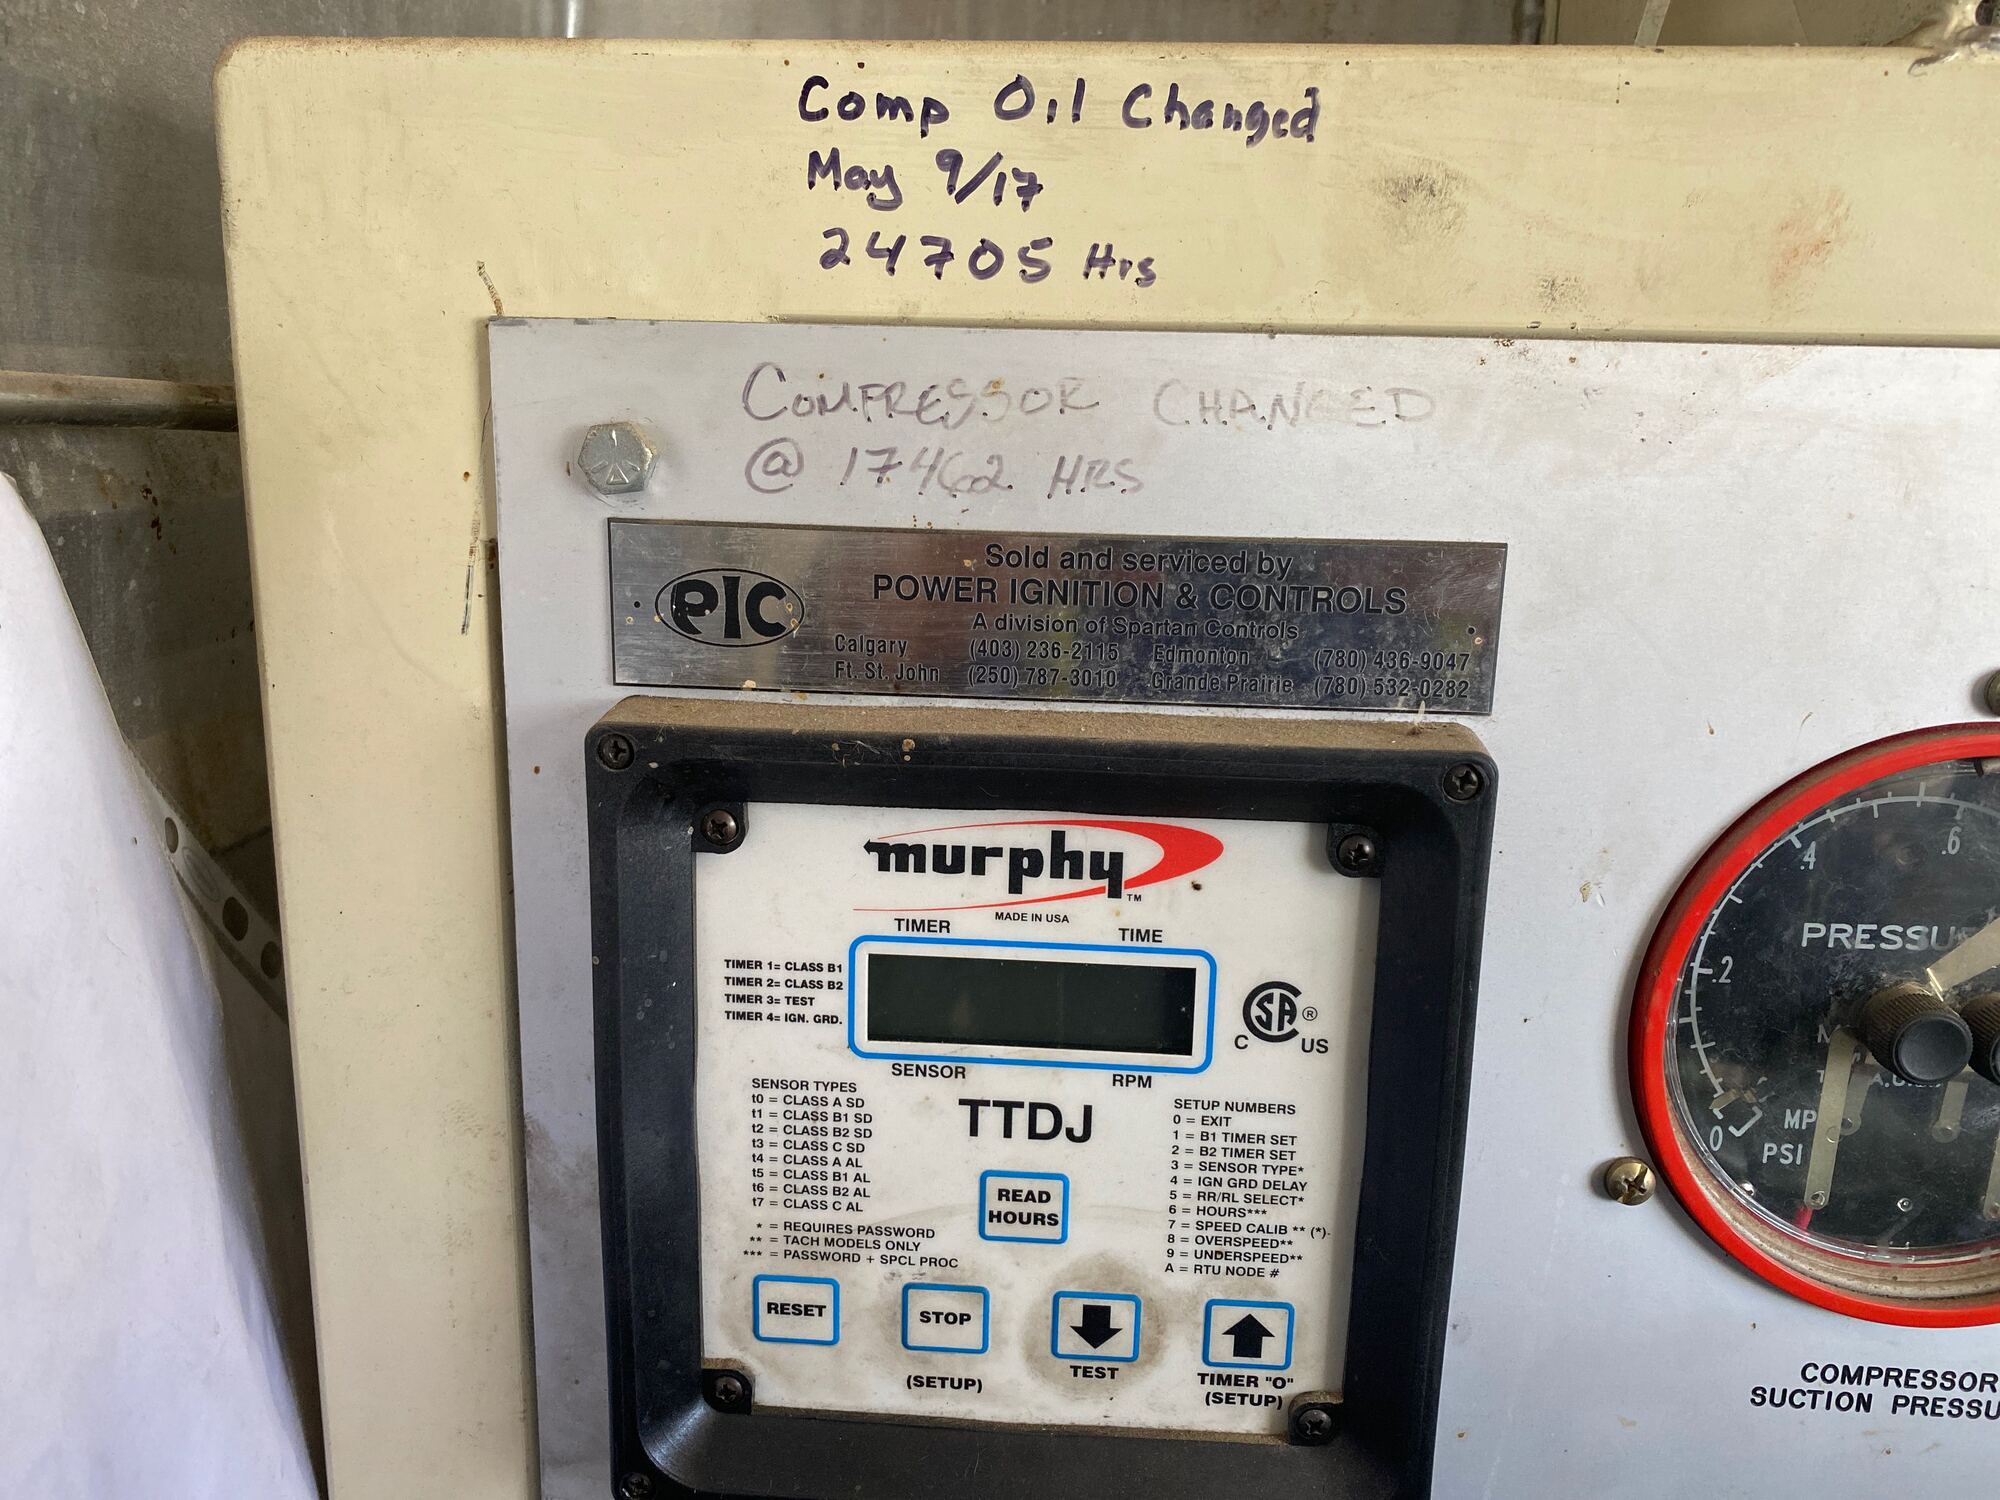 Comp Oil Changed
May 9/17
24705 Hrs
COMPRESSOR CHANGED
@ 17462 HRS
PIC
Sold and serviced by
POWER IGNITION & CONTROLS
A division of Spartan Controls
Calgary (403) 236-2115 Edmonton (780) 436-9047
Ft. St. John (250) 787-3010 Grande Prairie (780) 532-0282
murphy™
MADE IN USA
TIMER TIME
TIMER 1= CLASS B1
TIMER 2= CLASS B2
TIMER 3= TEST
TIMER 4= IGN. GRD.
CSA ®
C US
SENSOR RPM
TTDJ
SENSOR TYPES
t0 = CLASS A SD
t1 = CLASS B1 SD
t2 = CLASS B2 SD
t3 = CLASS C SD
t4 = CLASS A AL
t5 = CLASS B1 AL
t6 = CLASS B2 AL
t7 = CLASS C AL
* = REQUIRES PASSWORD
** = TACH MODELS ONLY
*** = PASSWORD + SPCL PROC
SETUP NUMBERS
0 = EXIT
1 = B1 TIMER SET
2 = B2 TIMER SET
3 = SENSOR TYPE*
4 = IGN GRD DELAY
5 = RR/RL SELECT*
6 = HOURS***
7 = SPEED CALIB ** (*)
8 = OVERSPEED**
9 = UNDERSPEED**
A = RTU NODE #
READ
HOURS
RESET
STOP
(SETUP)
TEST
TIMER "0"
(SETUP)
.6
.4
.2
0
PRESSU
MP
PSI
COMPRESSOR
SUCTION PRESSU